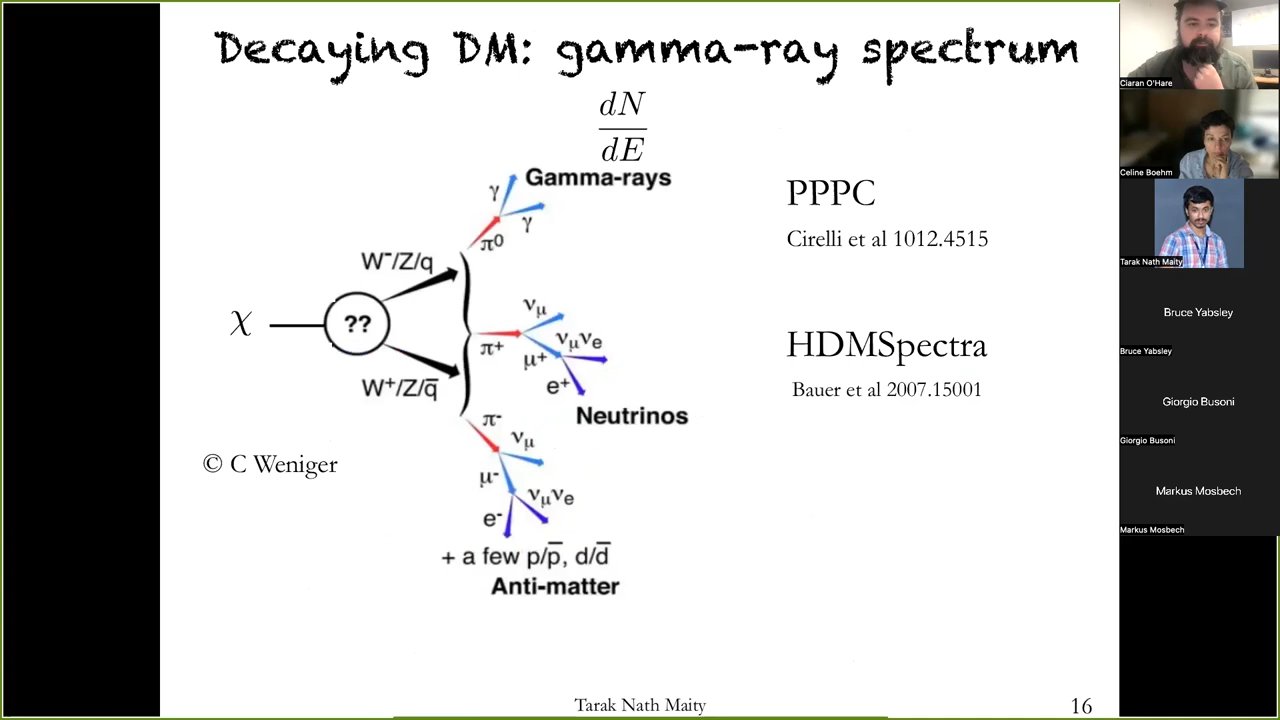 Decaying DM: gamma-ray spectrum
dN
dE
Gamma-rays
γ
γ
π0
W-/Z/q
χ
??
W+/Z/q̅
π+
νμ
μ+
νμνe
e+
Neutrinos
π-
νμ
μ-
νμνe
e-
+ a few p/p̅, d/d̅
Anti-matter
© C Weniger
PPPC
Cirelli et al 1012.4515
HDMSpectra
Bauer et al 2007.15001
Tarak Nath Maity
16
Ciaran O'Hare
Celine Boehm
Tarak Nath Maity
Bruce Yabsley
Bruce Yabsley
Giorgio Busoni
Giorgio Busoni
Markus Mosbech
Markus Mosbech